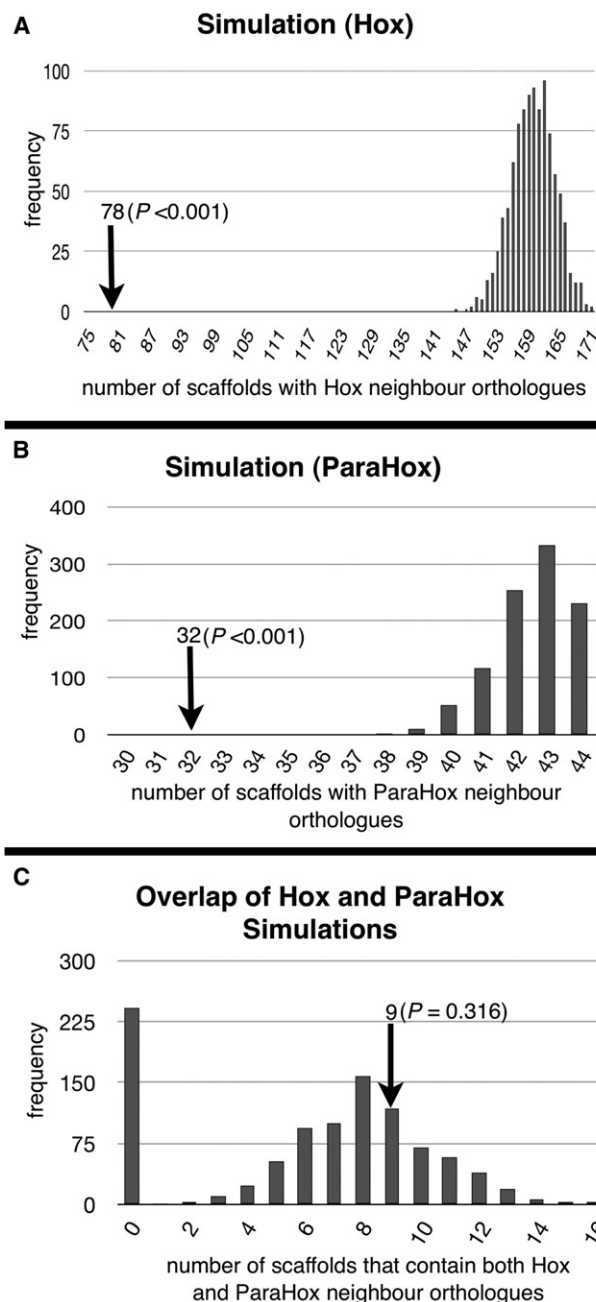 A
Simulation (Hox)
frequency
100
75
50
25
0
78 (P <0.001)
75 81 87 93 99 105 111 117 123 129 135 141 147 153 159 165 171
number of scaffolds with Hox neighbour orthologues
B
Simulation (ParaHox)
frequency
400
300
200
100
0
32 (P <0.001)
30 31 32 33 34 35 36 37 38 39 40 41 42 43 44
number of scaffolds with ParaHox neighbour
orthologues
C
Overlap of Hox and ParaHox
Simulations
frequency
300
225
150
75
0
9 (P = 0.316)
0 2 4 6 8 10 12 14 16
number of scaffolds that contain both Hox
and ParaHox neighbour orthologues